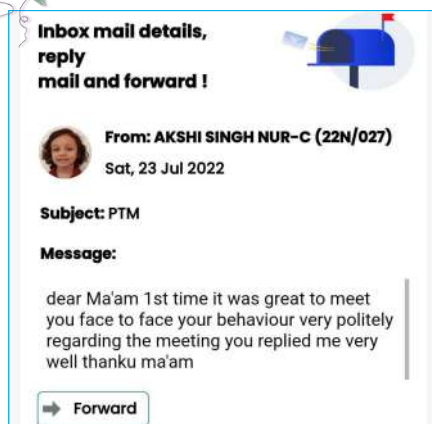 Inbox mail details,
reply
mail and forward !
From: AKSHI SINGH NUR-C (22N/027)
Sat, 23 Jul 2022
Subject: PTM
Message:
dear Ma'am 1st time it was great to meet
you face to face your behaviour very politely
regarding the meeting you replied me very
well thanku ma'am
Forward